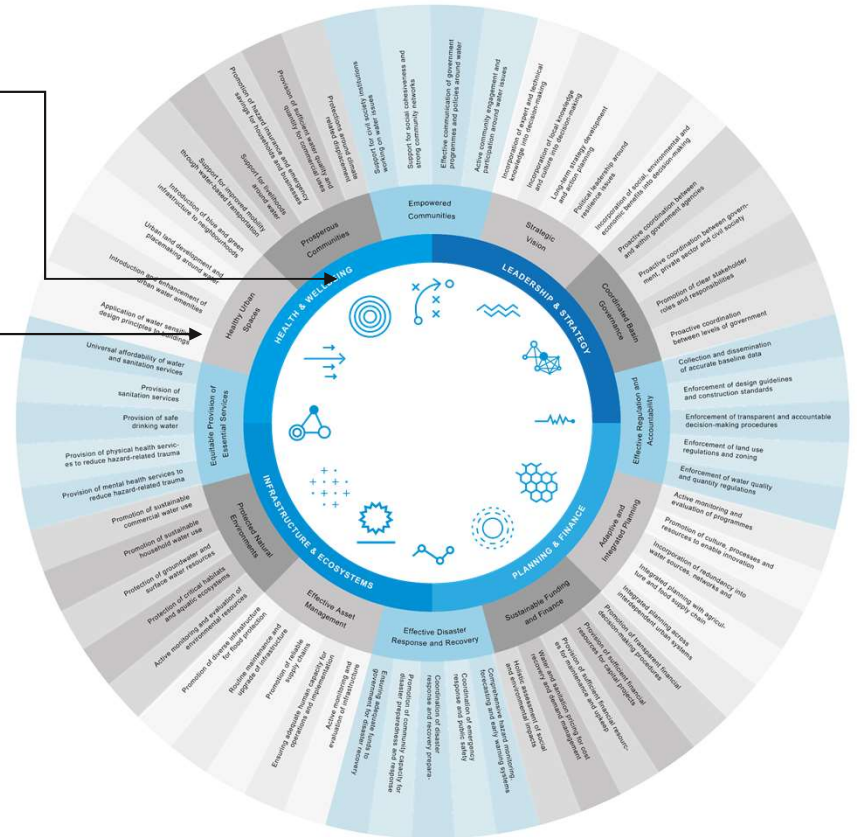 HEALTH & WELLBEING
LEADERSHIP & STRATEGY
PLANNING & FINANCE
INFRASTRUCTURE & ECOSYSTEMS
Empowered
Communities
Strategic
Vision
Coordinated Basin
Governance
Effective Regulation and
Accountability
Adaptive and
Integrated Planning
Sustainable Funding
and Finance
Effective Disaster
Response and Recovery
Effective Asset
Management
Protected Natural
Environments
Equitable Provision of
Essential Services
Healthy Urban
Spaces
Prosperous
Communities
Support for civil society institutions
working on water issues
Support for social cohesiveness and
strong community networks
Effective communication of government
programmes and policies around water
Active community engagement and
participation around water issues
Incorporation of expert and technical
knowledge into decision-making
Incorporation of local knowledge
and culture into decision-making
Long-term strategy development
and action planning
Political leadership around
resilience issues
Incorporation of social, environmental and
economic benefits into decision-making
Proactive coordination between
and within government agencies
Proactive coordination between govern-
ment, private sector and civil society
Promotion of clear stakeholder
roles and responsibilities
Proactive coordination
between levels of government
Collection and dissemination
of accurate baseline data
Enforcement of design guidelines
and construction standards
Enforcement of transparent and accountable
decision-making procedures
Enforcement of land use
regulations and zoning
Enforcement of water quality
and quantity regulations
Active monitoring and
evaluation of programmes
Promotion of culture, processes and
resources to enable innovation
Incorporation of redundancy into
water sources, networks and
Integrated planning with agricul-
ture and food supply chain
Integrated planning across
interdependent urban systems
Promotion of transparent financial
decision-making procedures
Provision of sufficient financial
resources for capital projects
Provision of sufficient financial resourc-
es for maintenance and upkeep
Water and sanitation pricing for cost
recovery and demand management
Holistic assessment of social
and environmental impacts
Comprehensive hazard monitoring,
forecasting and early warning systems
Coordination of emergency
response and public safety
Coordination of disaster
response and recovery prepara-
Promotion of community capacity for
disaster preparedness and response
Ensuring adequate funds to
government for disaster recovery
Active monitoring and
evaluation of infrastructure
Ensuring adequate human capacity for
operations and implementation
Promotion of reliable
supply chains
Routine maintenance and
upgrade of infrastructure
Promotion of diverse infrastructure
for flood protection
Active monitoring and evaluation of
environmental resources
Protection of critical habitats
and aquatic ecosystems
Protection of groundwater and
surface water resources
Promotion of sustainable
household water use
Promotion of sustainable
commercial water use
Provision of mental health services to
reduce hazard-related trauma
Provision of physical health servic-
es to reduce hazard-related trauma
Provision of safe
drinking water
Provision of
sanitation services
Universal affordability of water
and sanitation services
Application of water sensitive
design principles to buildings
Introduction and enhancement of
urban water amenities
Urban land development and
placemaking around water
Introduction of blue and green
infrastructure to neighbourhoods
Support for improved mobility
through water-based transportation
Support for livelihoods
around water
Promotion of hazard insurance and emergency
savings for households and businesses
Provision of sufficient water quality and
quantity for commercial uses
Protections around climate
related displacement